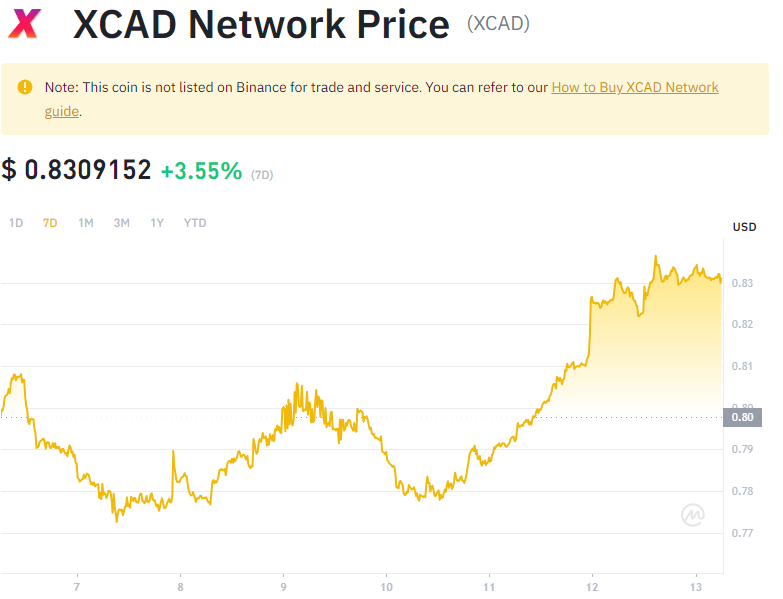 XCAD Network Price (XCAD)
Note: This coin is not listed on Binance for trade and service. You can refer to our How to Buy XCAD Network
guide.
$ 0.8309152 +3.55% (7D)
1D 7D 1M 3M 1Y YTD
USD
0.83
0.82
0.81
0.80
0.80
0.79
0.78
0.77
7 8 9 10 11 12 13